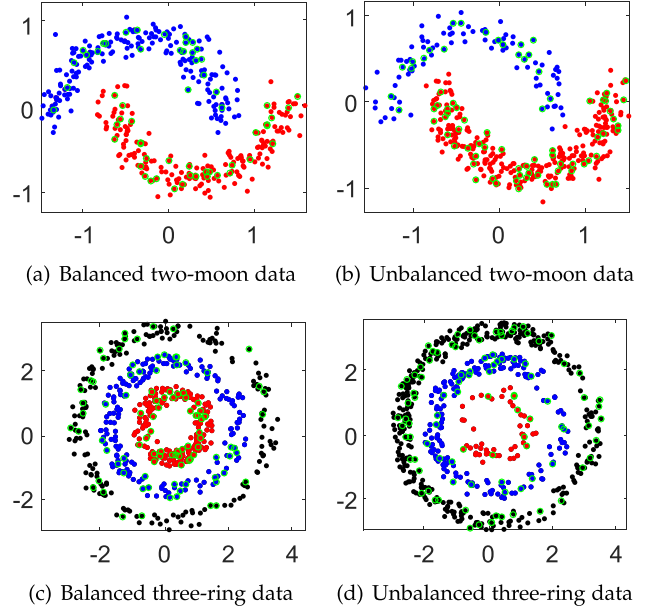 1
0
-1
-1 0 1
(a) Balanced two-moon data
1
0
-1
-1 0 1
(b) Unbalanced two-moon data
2
0
-2
-2 0 2 4
(c) Balanced three-ring data
2
0
-2
-2 0 2 4
(d) Unbalanced three-ring data